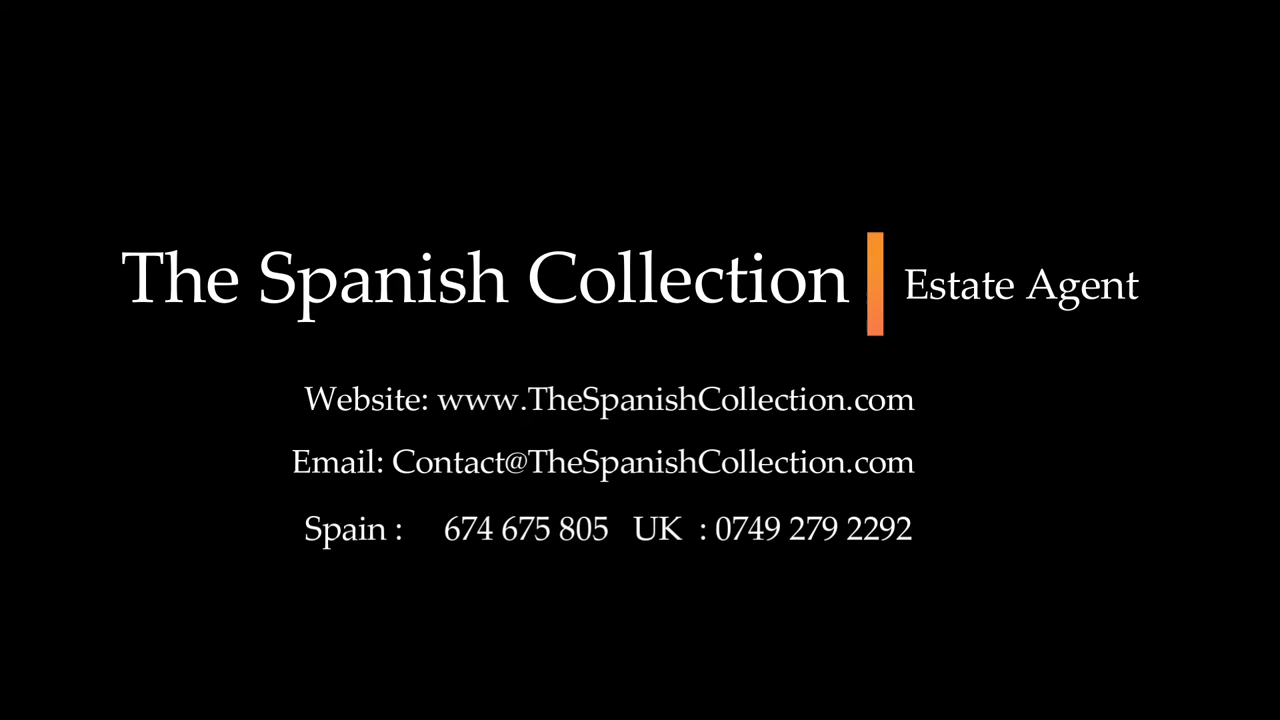 The Spanish Collection Estate Agent
Website: www.TheSpanishCollection.com
Email: Contact@TheSpanishCollection.com
Spain : 674 675 805 UK : 0749 279 2292